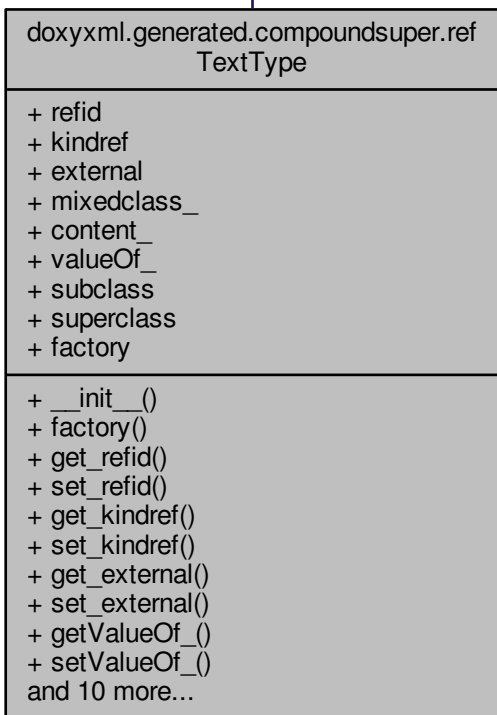 doxyxml.generated.compoundsuper.ref
TextType
+ refid
+ kindref
+ external
+ mixedclass_
+ content_
+ valueOf_
+ subclass
+ superclass
+ factory
+ __init__()
+ factory()
+ get_refid()
+ set_refid()
+ get_kindref()
+ set_kindref()
+ get_external()
+ set_external()
+ getValueOf_()
+ setValueOf_()
and 10 more...